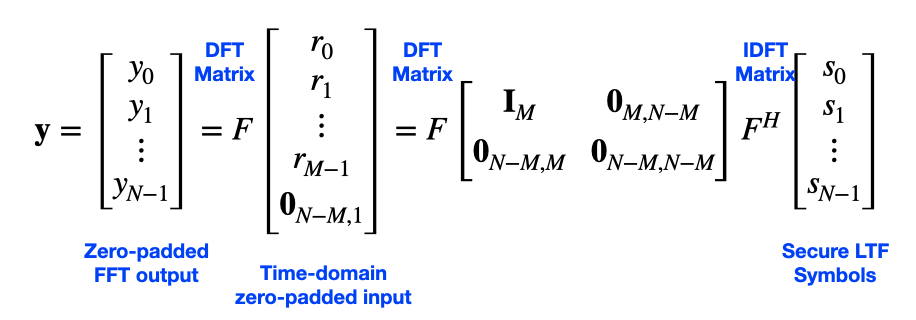 DFT Matrix DFT Matrix IDFT Matrix
𝐲 = [y_0 y_1 ⋮ y_{N−1}] = F [r_0 r_1 ⋮ r_{M−1} 𝟎_{N−M,1}] = F [𝐈_M 𝟎_{M,N−M} 𝟎_{N−M,M} 𝟎_{N−M,N−M}] F^H [s_0 s_1 ⋮ s_{N−1}]
Zero-padded
FFT output
Time-domain
zero-padded input
Secure LTF
Symbols